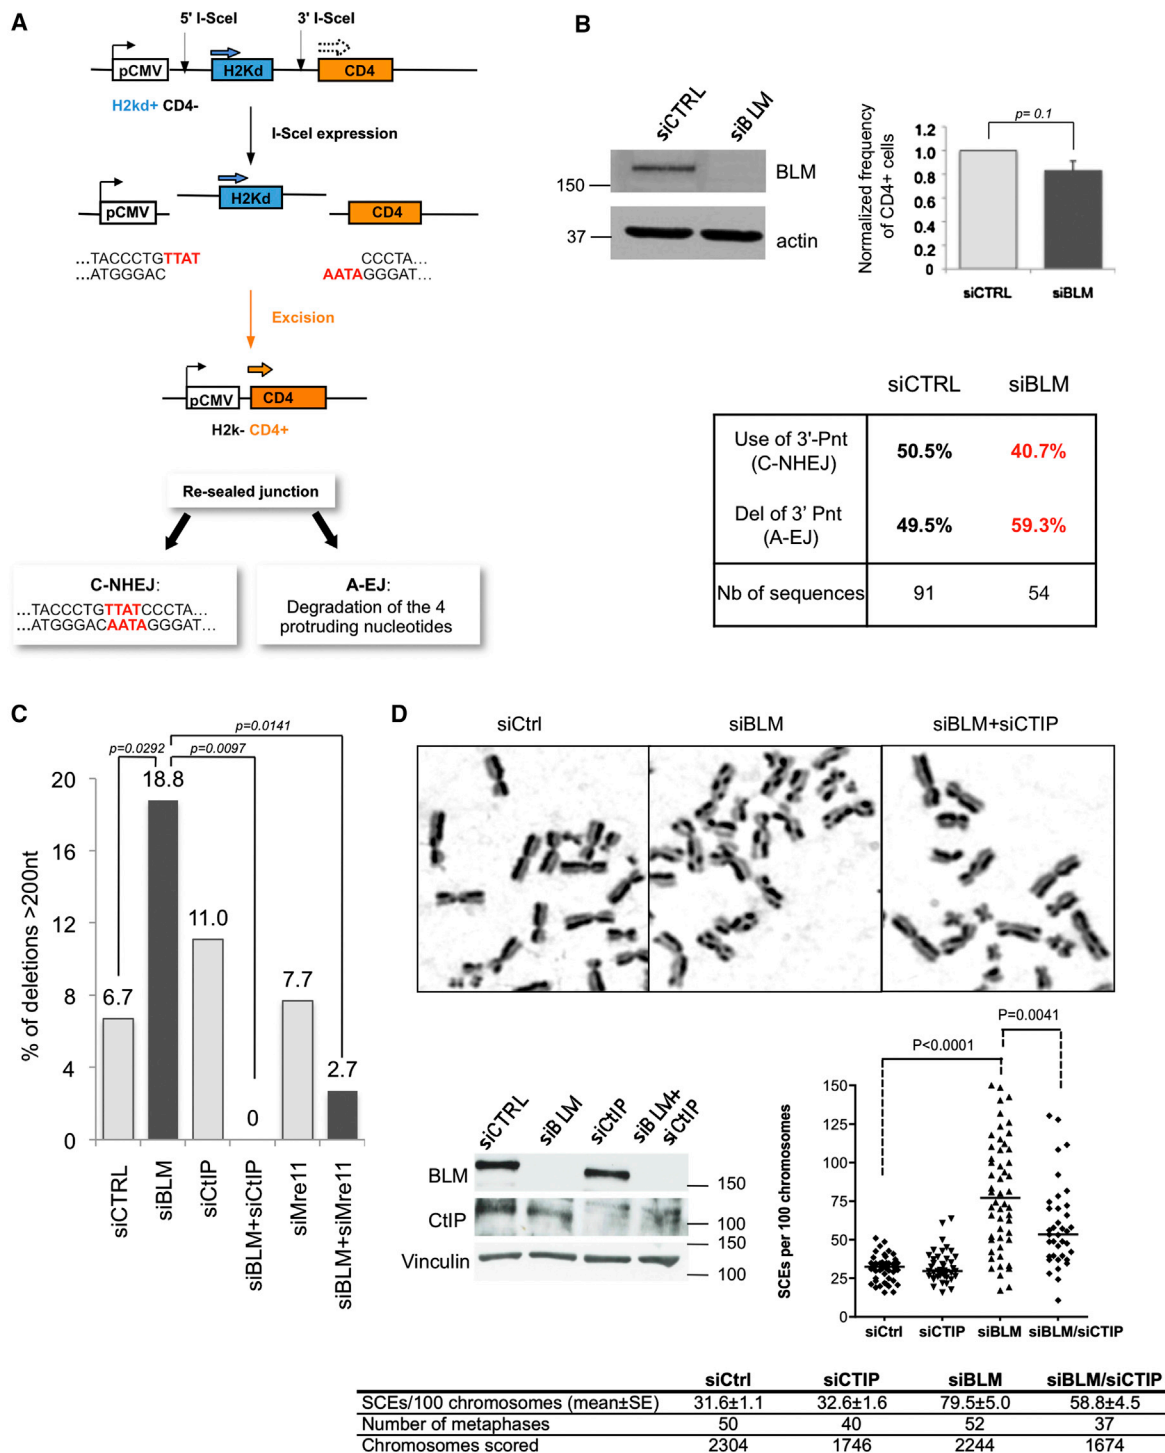 A
5' I-SceI
3' I-SceI
pCMV
H2Kd
CD4
H2kd+ CD4-
I-SceI expression
pCMV
H2Kd
CD4
...TACCCTGTTAT
...ATGGGAC
CCCTA...
AATAGGGAT...
Excision
pCMV
CD4
H2k- CD4+
Re-sealed junction
C-NHEJ:
...TACCCTGTTATCCCTA...
...ATGGGACAATAGGGAT...
A-EJ:
Degradation of the 4
protruding nucleotides
B
siCTRL
siBLM
BLM
150
37
actin
Normalized frequency
of CD4+ cells
1.2
1.0
0.8
0.6
0.4
0.2
0
p= 0.1
siCTRL
siBLM
siCTRL siBLM
Use of 3'-Pnt
(C-NHEJ)
50.5% 40.7%
Del of 3' Pnt
(A-EJ)
49.5% 59.3%
Nb of sequences 91 54
C
p=0.0141
p=0.0292
p=0.0097
% of deletions >200nt
20
16
12
8
4
0
6.7
18.8
11.0
0
7.7
2.7
siCTRL
siBLM
siCtIP
siBLM+siCtIP
siMre11
siBLM+siMre11
D
siCtrl
siBLM
siBLM+siCTIP
siCTRL
siBLM
siCtIP
siBLM+
siCtIP
BLM
150
CtIP
100
150
Vinculin
100
P=0.0041
P<0.0001
SCEs per 100 chromosomes
150
125
100
75
50
25
0
siCtrl
siCTIP
siBLM
siBLM/siCTIP
siCtrl siCTIP siBLM siBLM/siCTIP
SCEs/100 chromosomes (mean±SE) 31.6±1.1 32.6±1.6 79.5±5.0 58.8±4.5
Number of metaphases 50 40 52 37
Chromosomes scored 2304 1746 2244 1674